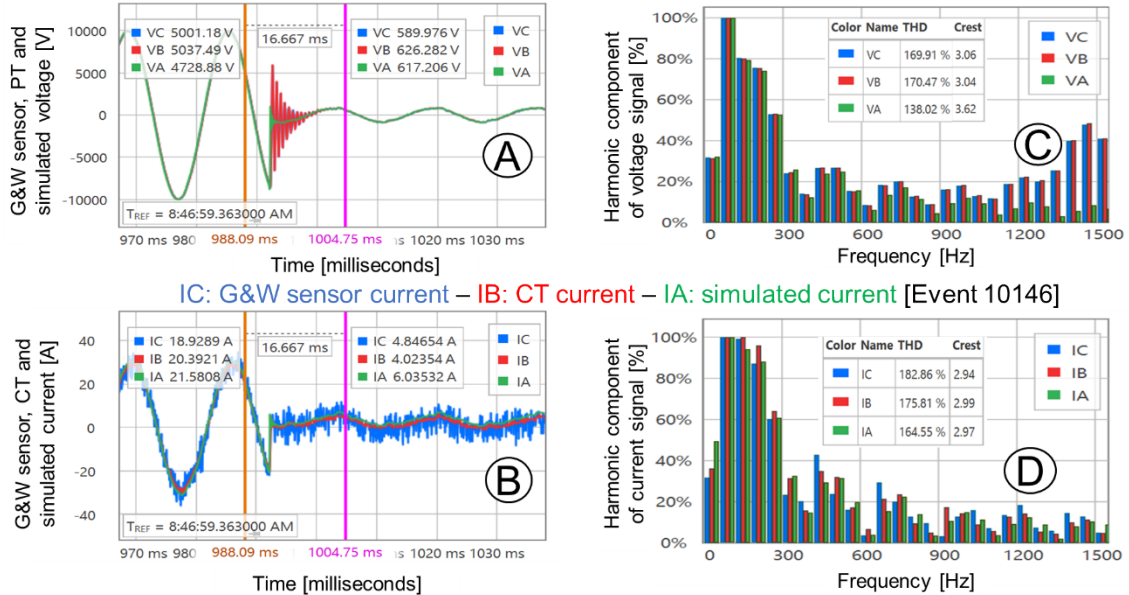 G&W sensor, PT and
simulated voltage [V]
10000
5000
0
-5000
-10000
VC 5001.18 V
VB 5037.49 V
VA 4728.88 V
16.667 ms
VC 589.976 V
VB 626.282 V
VA 617.206 V
VC
VB
VA
A
TREF = 8:46:59.363000 AM
970 ms 980 988.09 ms 1004.75 ms 1020 ms 1030 ms
Time [milliseconds]
Harmonic component
of voltage signal [%]
100%
80%
60%
40%
20%
0%
Color Name THD Crest
VC 169.91 % 3.06
VB 170.47 % 3.04
VA 138.02 % 3.62
VC
VB
VA
C
0 300 600 900 1200 1500
Frequency [Hz]
IC: G&W sensor current – IB: CT current – IA: simulated current [Event 10146]
G&W sensor, CT and
simulated current [A]
40
20
0
-20
-40
IC 18.9289 A
IB 20.3921 A
IA 21.5808 A
16.667 ms
IC 4.84654 A
IB 4.02354 A
IA 6.03532 A
IC
IB
IA
B
TREF = 8:46:59.363000 AM
970 ms 980 988.09 ms 1004.75 ms 1020 ms 1030 ms
Time [milliseconds]
Harmonic component
of current signal [%]
100%
80%
60%
40%
20%
0%
Color Name THD Crest
IC 182.86 % 2.94
IB 175.81 % 2.99
IA 164.55 % 2.97
IC
IB
IA
D
0 300 600 900 1200 1500
Frequency [Hz]